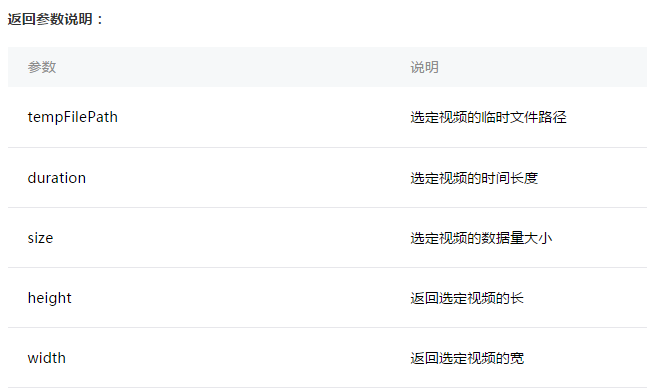 返回参数说明：
参数 说明
tempFilePath 选定视频的临时文件路径
duration 选定视频的时间长度
size 选定视频的数据量大小
height 返回选定视频的长
width 返回选定视频的宽